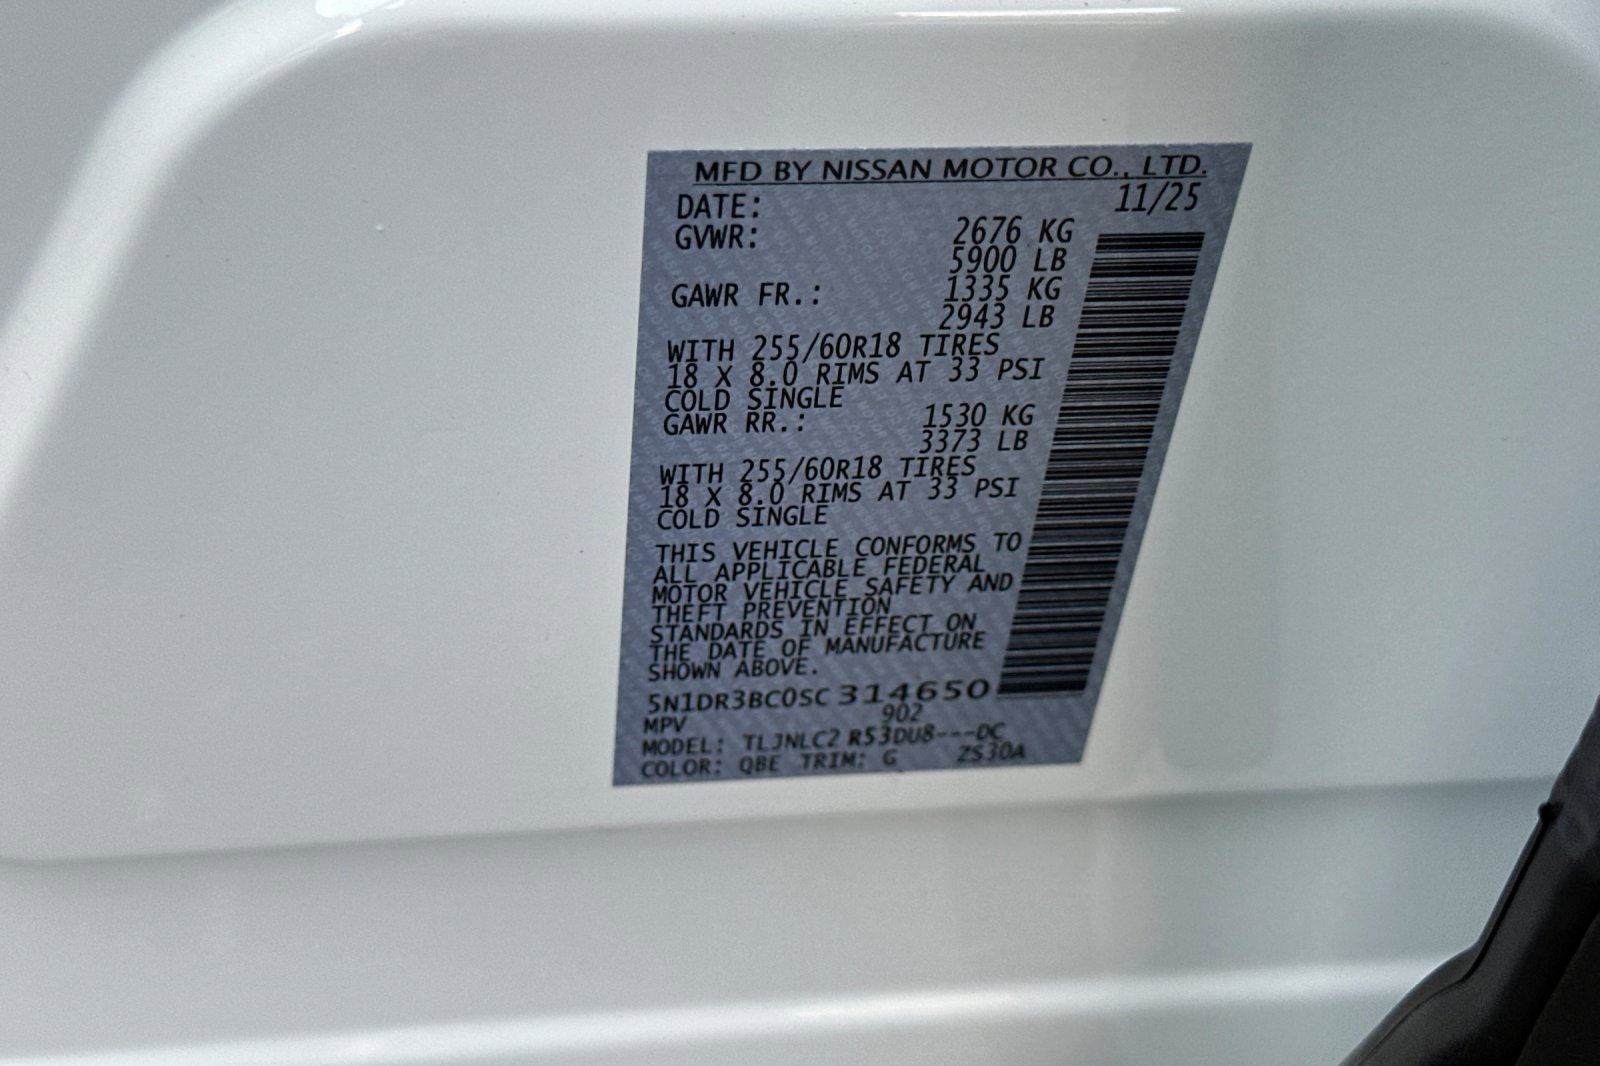 MFD BY NISSAN MOTOR CO., LTD.
DATE: 11/25
GVWR: 2676 KG
5900 LB
GAWR FR.: 1335 KG
2943 LB
WITH 255/60R18 TIRES
18 X 8.0 RIMS AT 33 PSI
COLD SINGLE
GAWR RR.: 1530 KG
3373 LB
WITH 255/60R18 TIRES
18 X 8.0 RIMS AT 33 PSI
COLD SINGLE
THIS VEHICLE CONFORMS TO
ALL APPLICABLE FEDERAL
MOTOR VEHICLE SAFETY AND
THEFT PREVENTION
STANDARDS IN EFFECT ON
THE DATE OF MANUFACTURE
SHOWN ABOVE.
5N1DR3BC0SC 314650
MPV 902
MODEL: TLJNLC2 R53DU8---DC
COLOR: QBE TRIM: G ZS30A